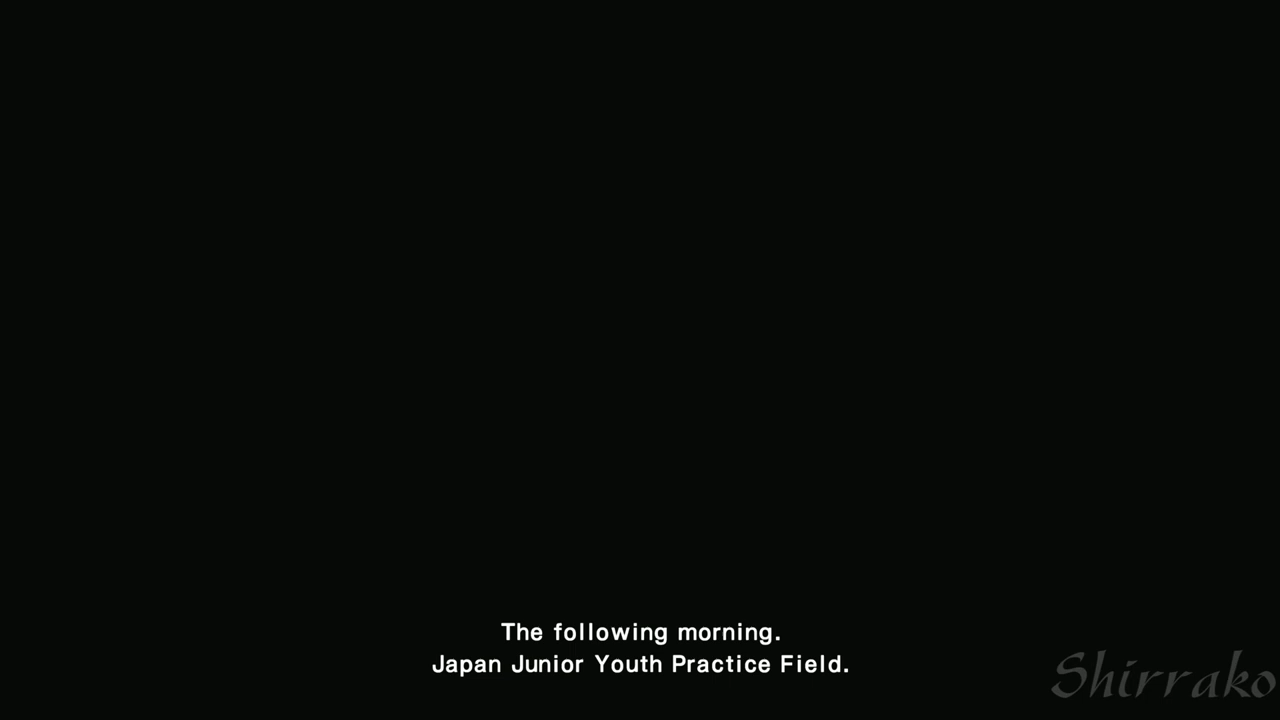 The following morning.
Japan Junior Youth Practice Field.
Shirrako